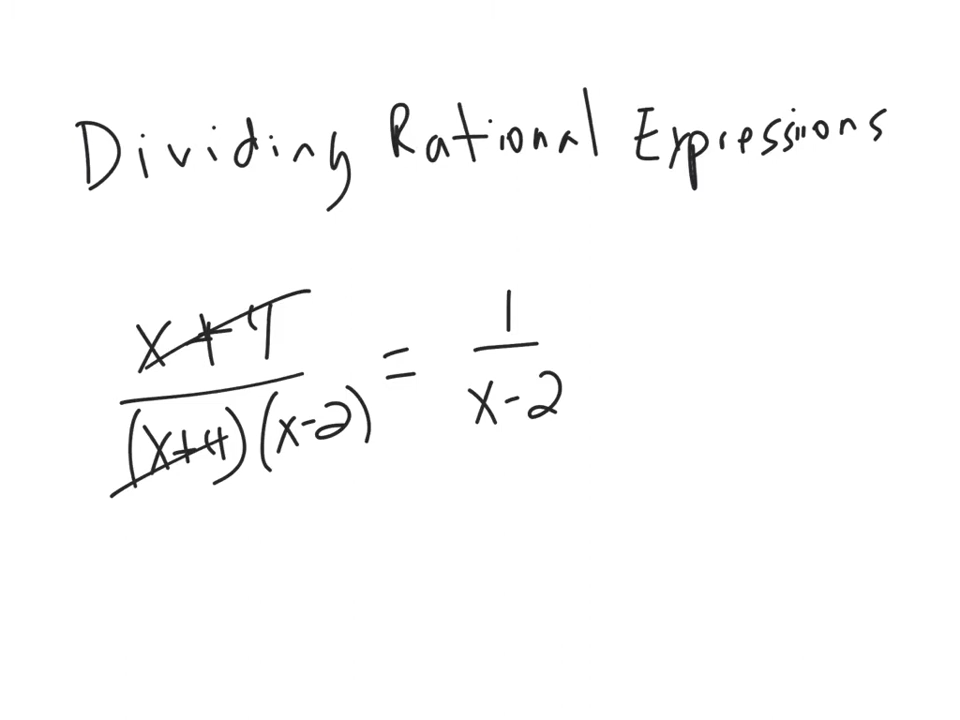 Dividing Rational Expressions
x+4 = 1
(x+4)(x-2) x-2